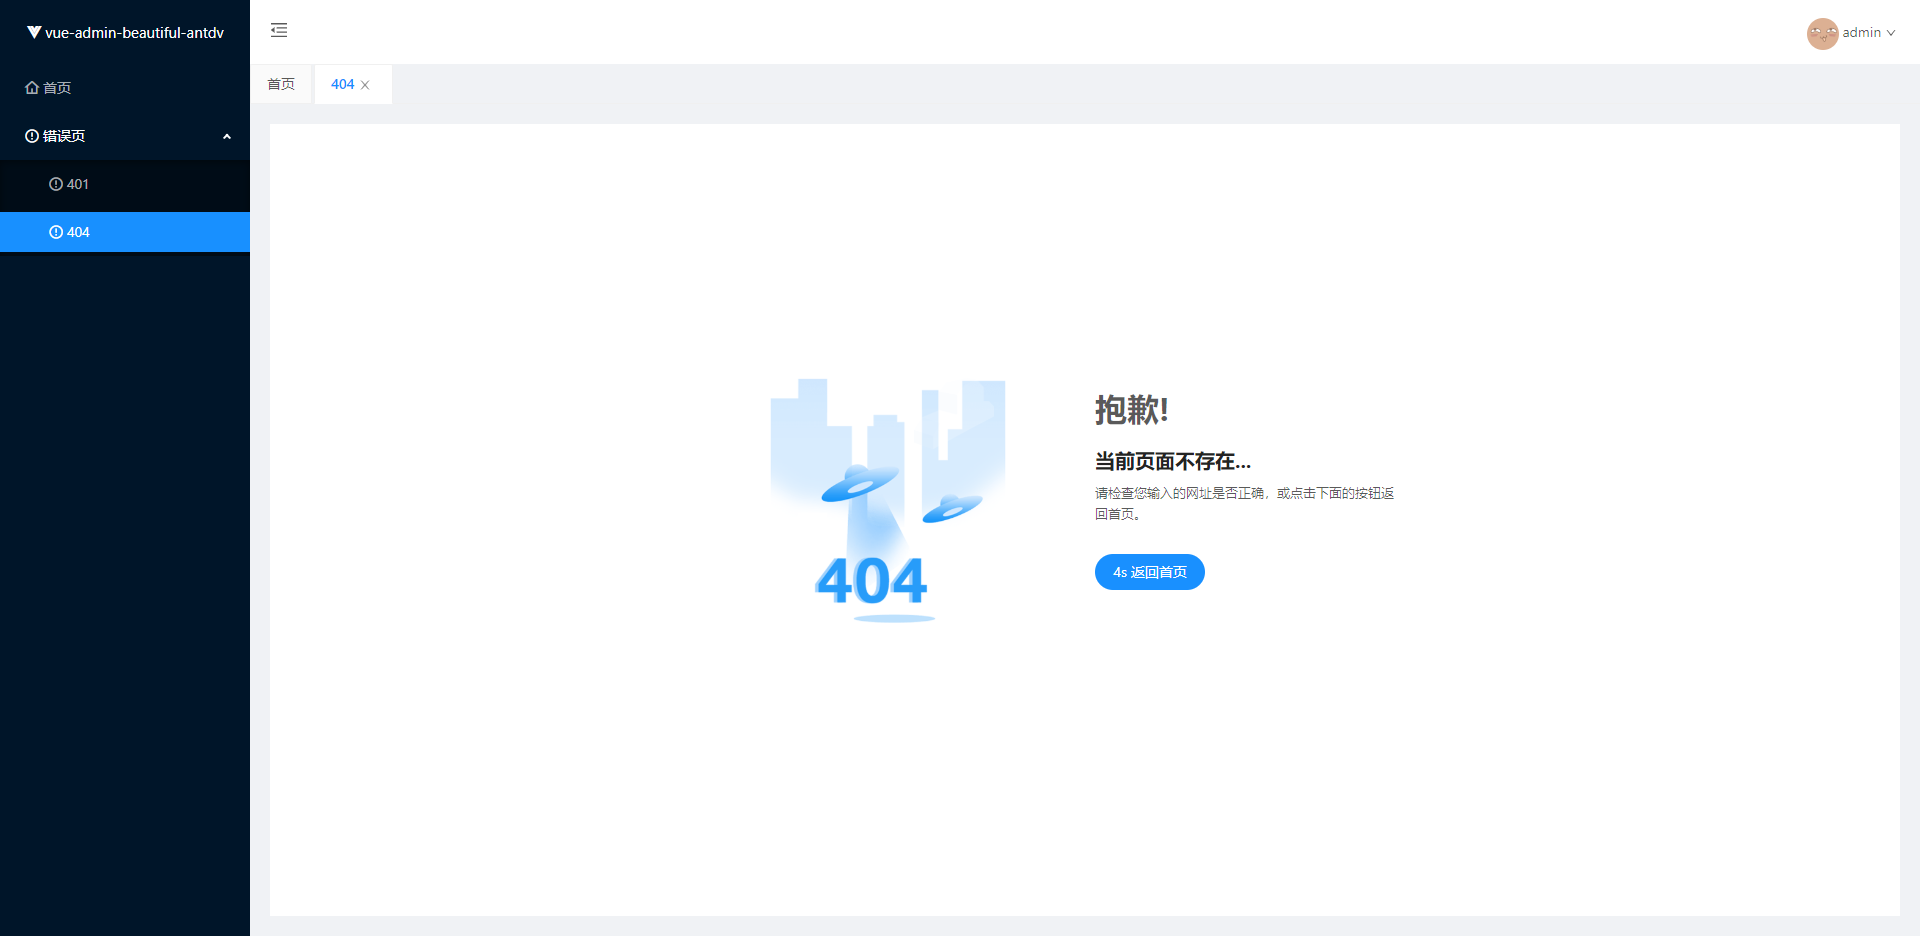 vue-admin-beautiful-antdv
首页
错误页
401
404
admin
首页
404
404
抱歉!
当前页面不存在...
请检查您输入的网址是否正确，或点击下面的按钮返
回首页。
4s 返回首页